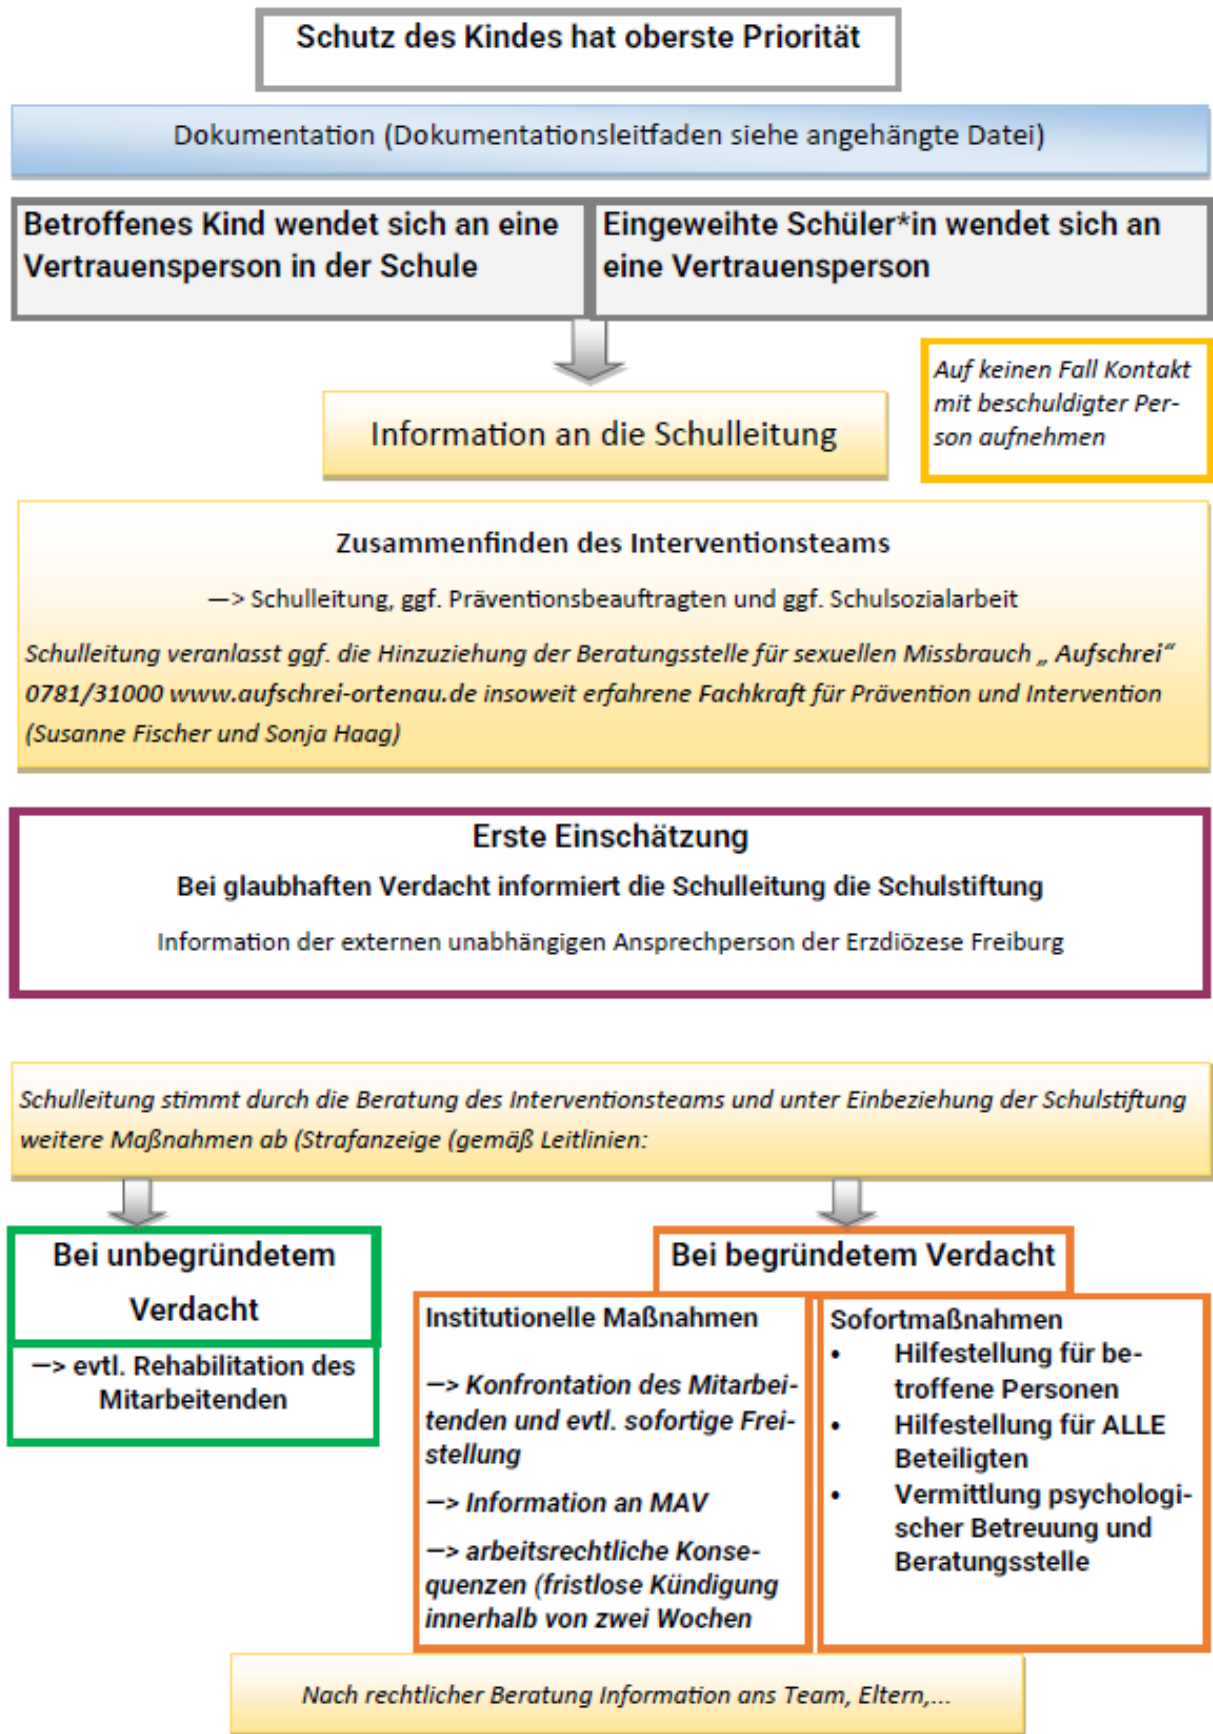 Schutz des Kindes hat oberste Priorität
Dokumentation (Dokumentationsleitfaden siehe angehängte Datei)
Betroffenes Kind wendet sich an eine
Vertrauensperson in der Schule
Eingeweihte Schüler*in wendet sich an
eine Vertrauensperson
Auf keinen Fall Kontakt
mit beschuldigter Per-
son aufnehmen
Information an die Schulleitung
Zusammenfinden des Interventionsteams
—> Schulleitung, ggf. Präventionsbeauftragten und ggf. Schulsozialarbeit
Schulleitung veranlasst ggf. die Hinzuziehung der Beratungsstelle für sexuellen Missbrauch „ Aufschrei“
0781/31000 www.aufschrei-ortenau.de insoweit erfahrene Fachkraft für Prävention und Intervention
(Susanne Fischer und Sonja Haag)
Erste Einschätzung
Bei glaubhaften Verdacht informiert die Schulleitung die Schulstiftung
Information der externen unabhängigen Ansprechperson der Erzdiözese Freiburg
Schulleitung stimmt durch die Beratung des Interventionsteams und unter Einbeziehung der Schulstiftung
weitere Maßnahmen ab (Strafanzeige (gemäß Leitlinien:
Bei unbegründetem
Verdacht
—> evtl. Rehabilitation des
Mitarbeitenden
Bei begründetem Verdacht
Institutionelle Maßnahmen
—> Konfrontation des Mitarbei-
tenden und evtl. sofortige Frei-
stellung
—> Information an MAV
—> arbeitsrechtliche Konse-
quenzen (fristlose Kündigung
innerhalb von zwei Wochen
Sofortmaßnahmen
• Hilfestellung für be-
troffene Personen
• Hilfestellung für ALLE
Beteiligten
• Vermittlung psychologi-
scher Betreuung und
Beratungsstelle
Nach rechtlicher Beratung Information ans Team, Eltern,...